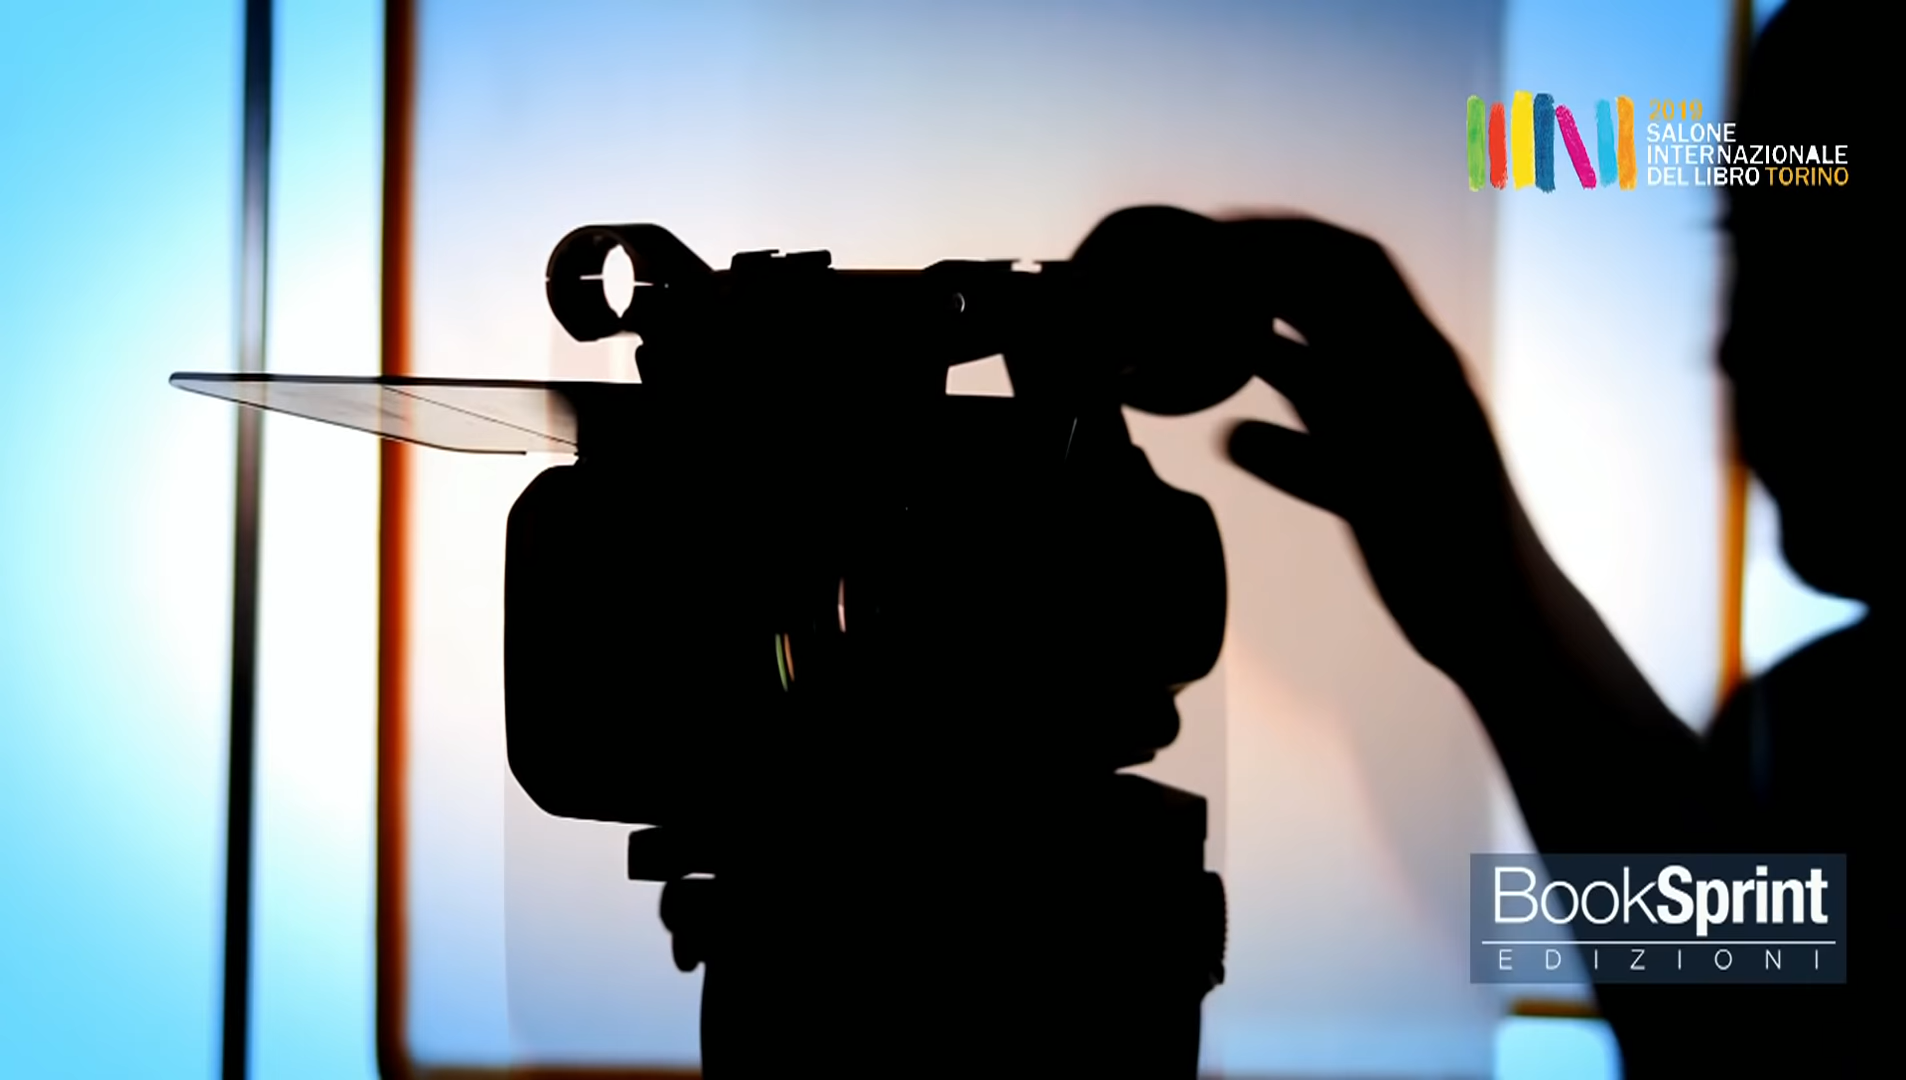 2019
SALONE
INTERNAZIONALE
DEL LIBRO TORINO
BookSprint
EDIZIONI